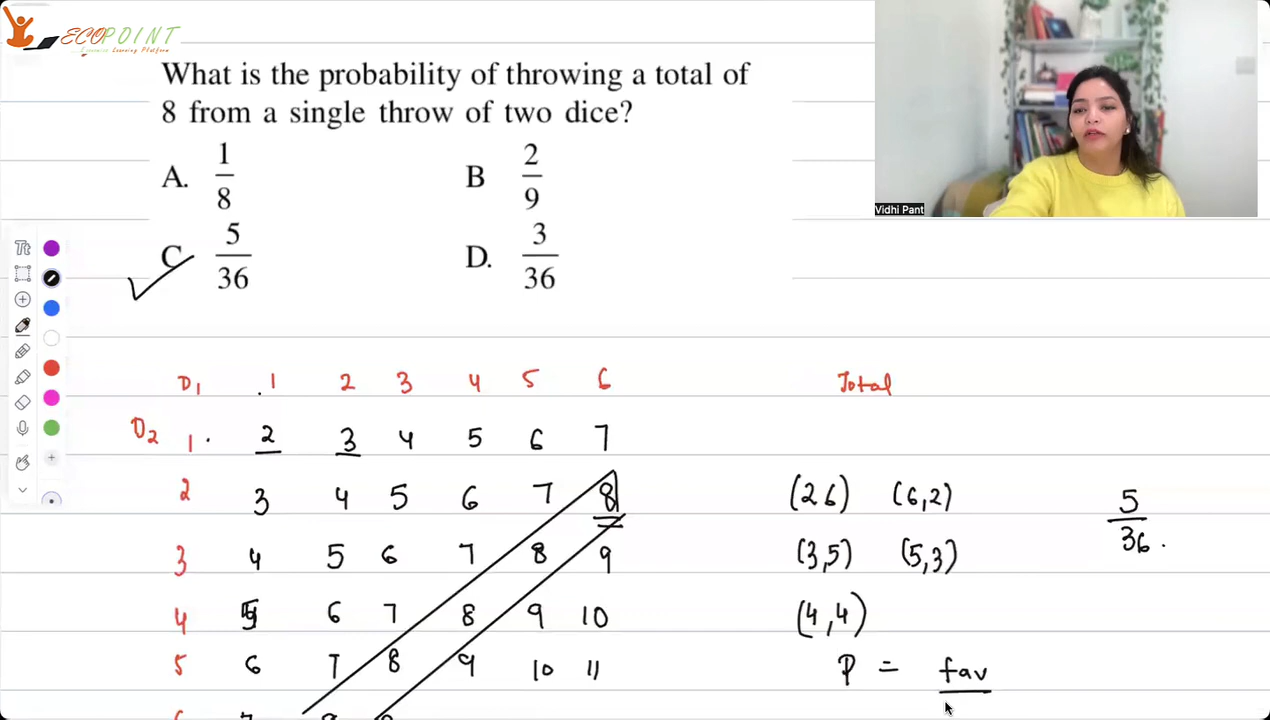 ECOPOINT
Economics Learning Platform
What is the probability of throwing a total of
8 from a single throw of two dice?
A. 1/8 B 2/9
C 5/36 D. 3/36
Vidhi Pant
Tt
D1 1 2 3 4 5 6 Total
D2 1 2 3 4 5 6 7
2 3 4 5 6 7 8 (2 6) (6,2) 5/36.
3 4 5 6 7 8 9 (3,5) (5,3)
4 5 6 7 8 9 10 (4,4)
5 6 7 8 9 10 11 P = fav